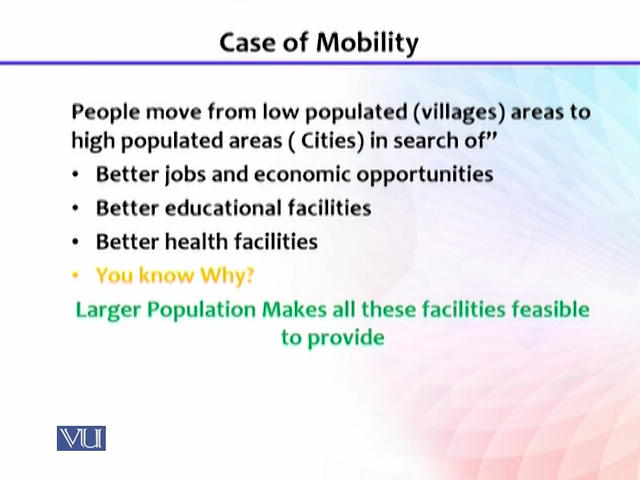 Case of Mobility
People move from low populated (villages) areas to
high populated areas ( Cities) in search of”
• Better jobs and economic opportunities
• Better educational facilities
• Better health facilities
• You know Why?
Larger Population Makes all these facilities feasible
to provide
VU